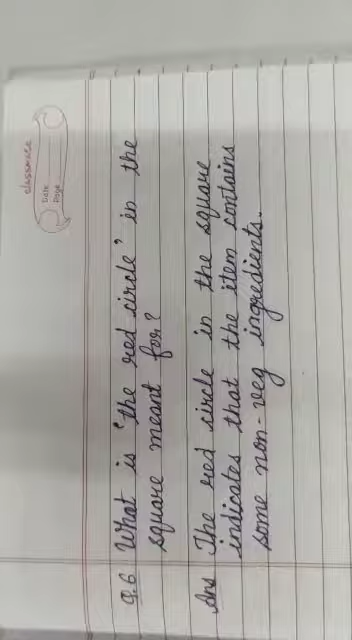 classmate
Date
Page
Q.6 What is "the red circle" in the
square meant for?
Ans The red circle in the square
indicates that the item contains
some non-veg ingredients.